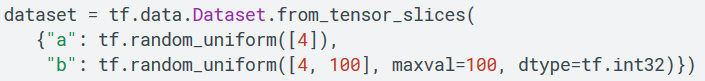 dataset = tf.data.Dataset.from_tensor_slices(
   {"a": tf.random_uniform([4]),
    "b": tf.random_uniform([4, 100], maxval=100, dtype=tf.int32)})